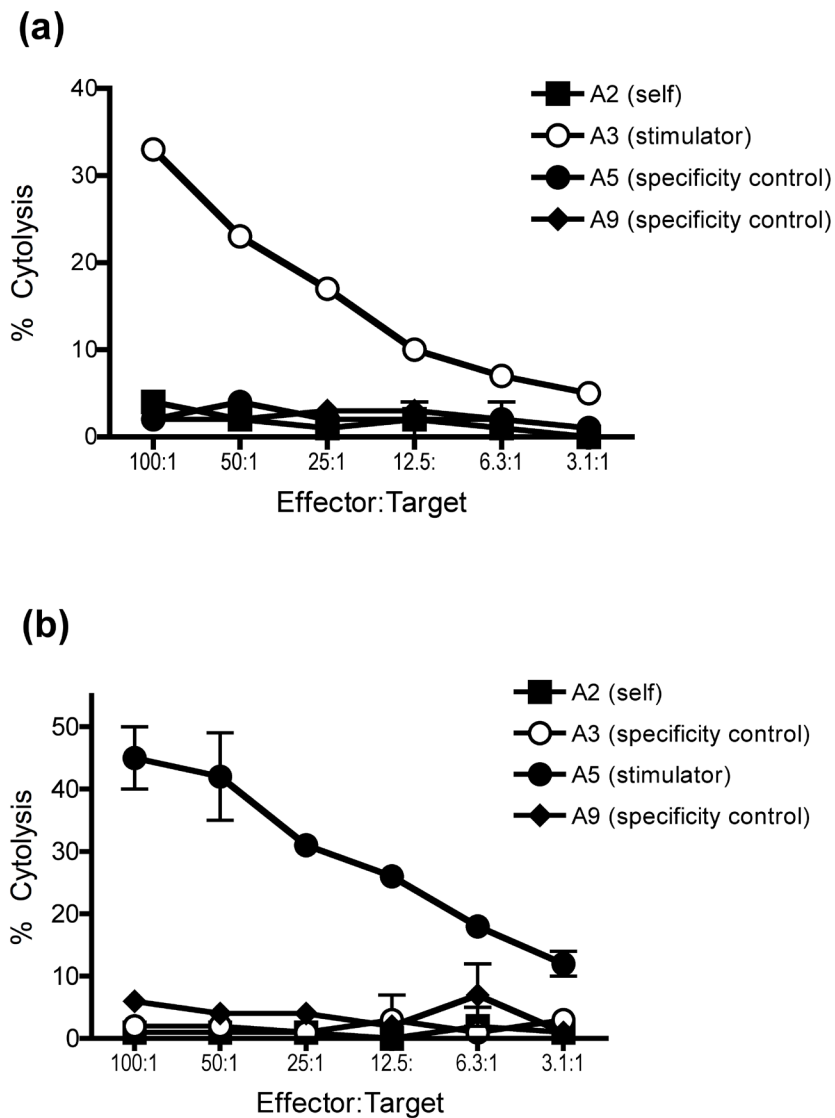 (a)
40
30
20
10
0
% Cytolysis
100:1 50:1 25:1 12.5: 6.3:1 3.1:1
Effector:Target
A2 (self)
A3 (stimulator)
A5 (specificity control)
A9 (specificity control)
(b)
50
40
30
20
10
0
% Cytolysis
100:1 50:1 25:1 12.5: 6.3:1 3.1:1
Effector:Target
A2 (self)
A3 (specificity control)
A5 (stimulator)
A9 (specificity control)